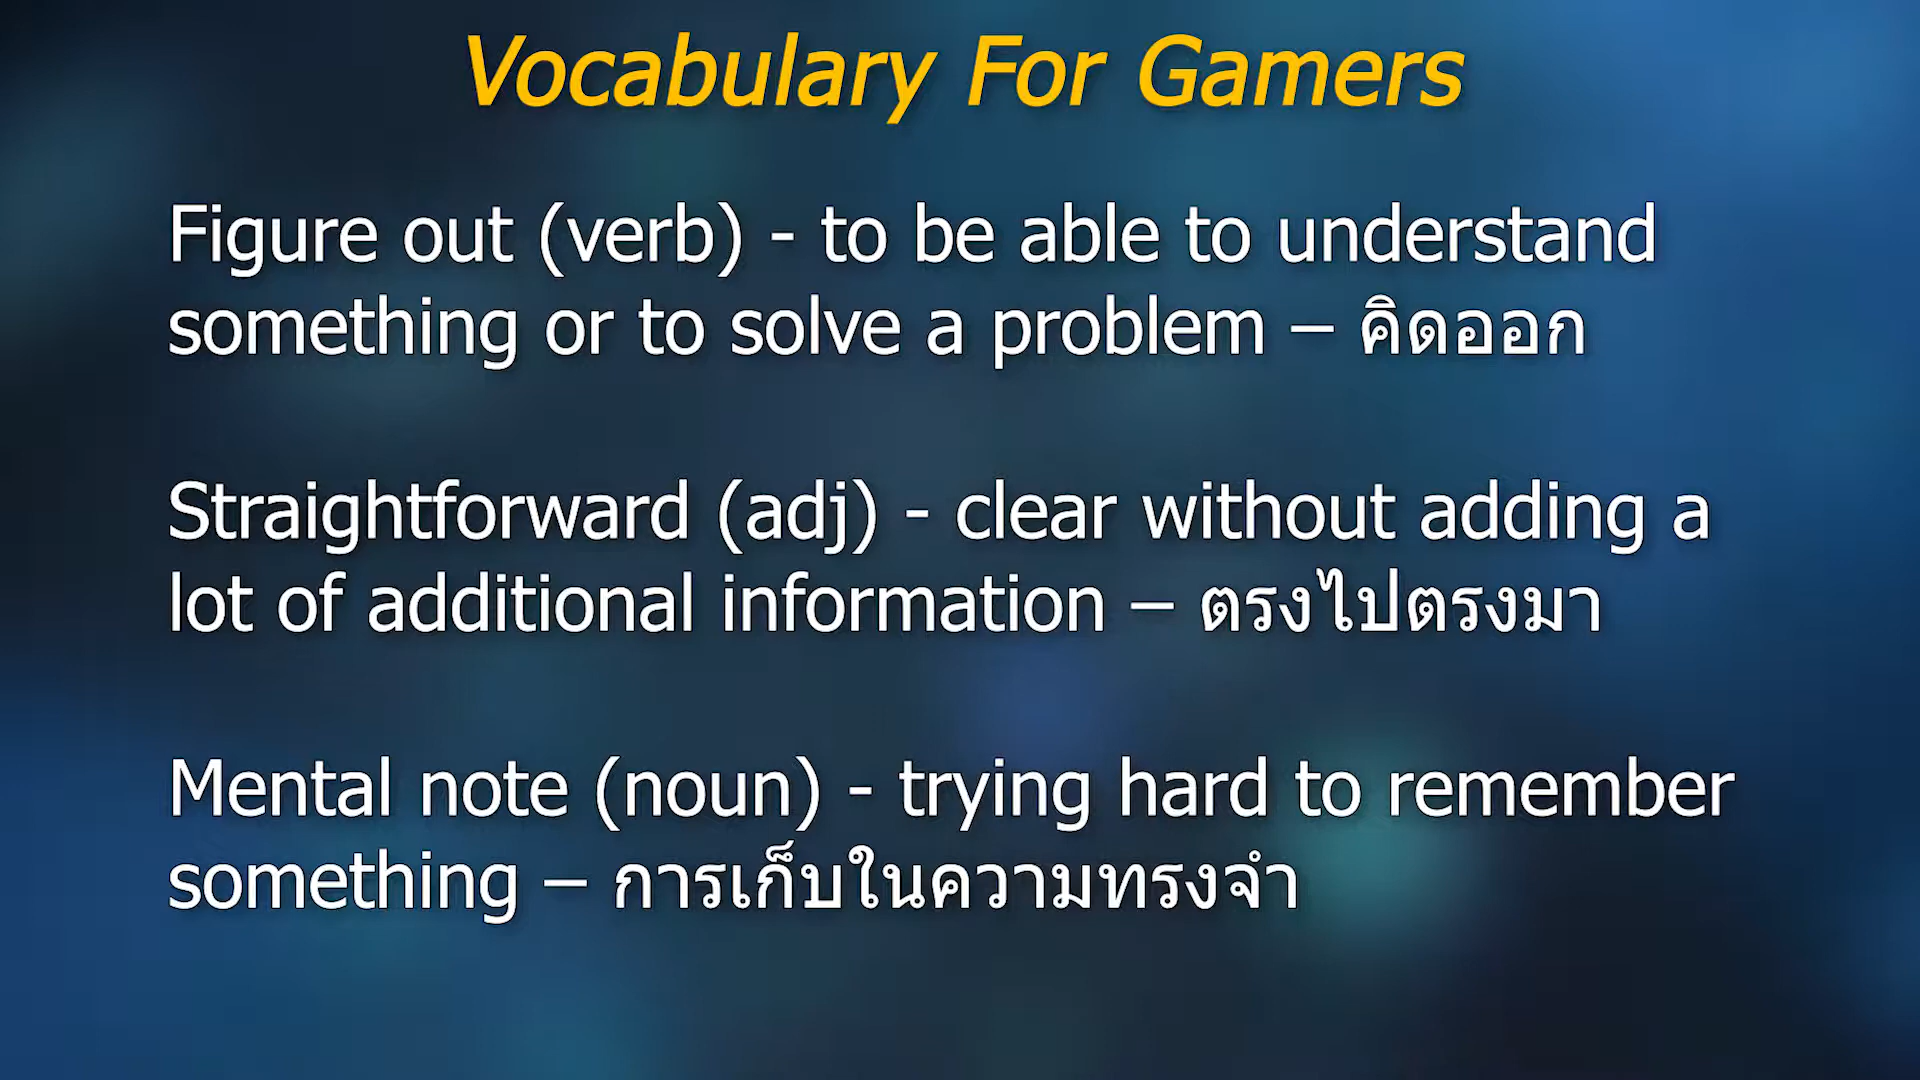 Vocabulary For Gamers
Figure out (verb) - to be able to understand
something or to solve a problem – คิดออก
Straightforward (adj) - clear without adding a
lot of additional information – ตรงไปตรงมา
Mental note (noun) - trying hard to remember
something – การเก็บในความทรงจำ